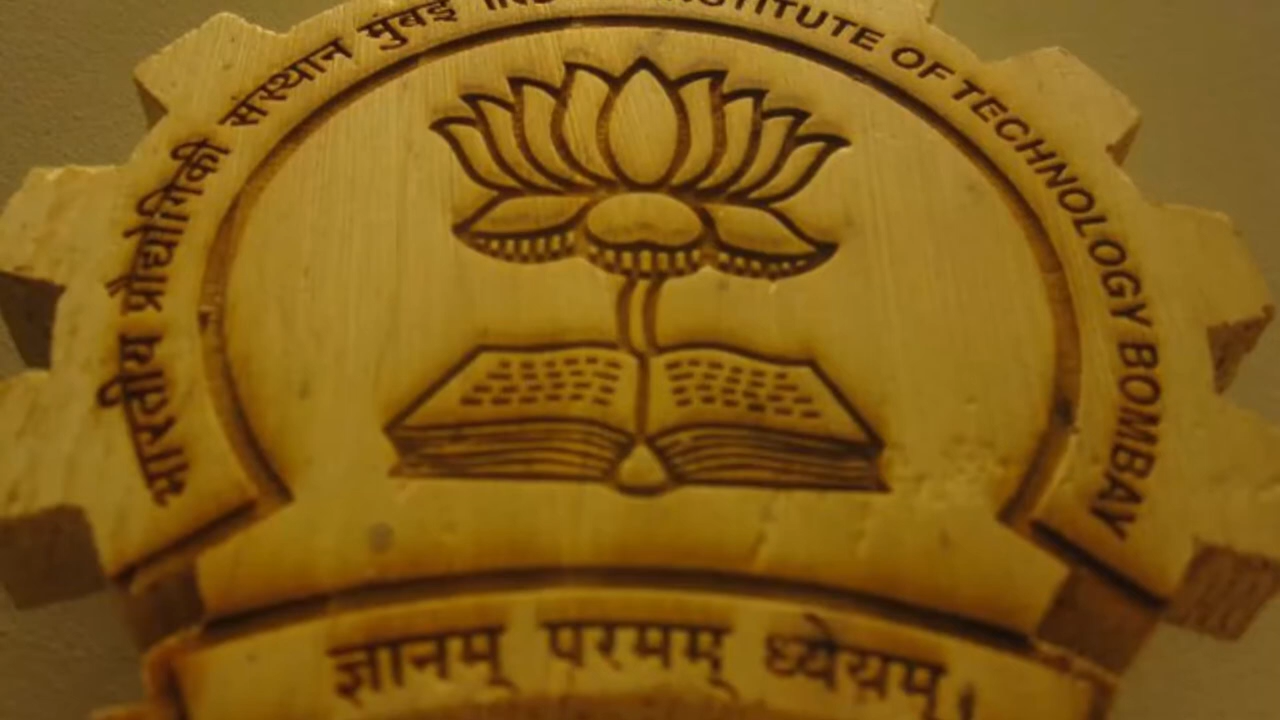 भारतीय प्रौद्योगिकी संस्थान मुंबई
INSTITUTE OF TECHNOLOGY BOMBAY
ज्ञानम् परमम् ध्येयम्